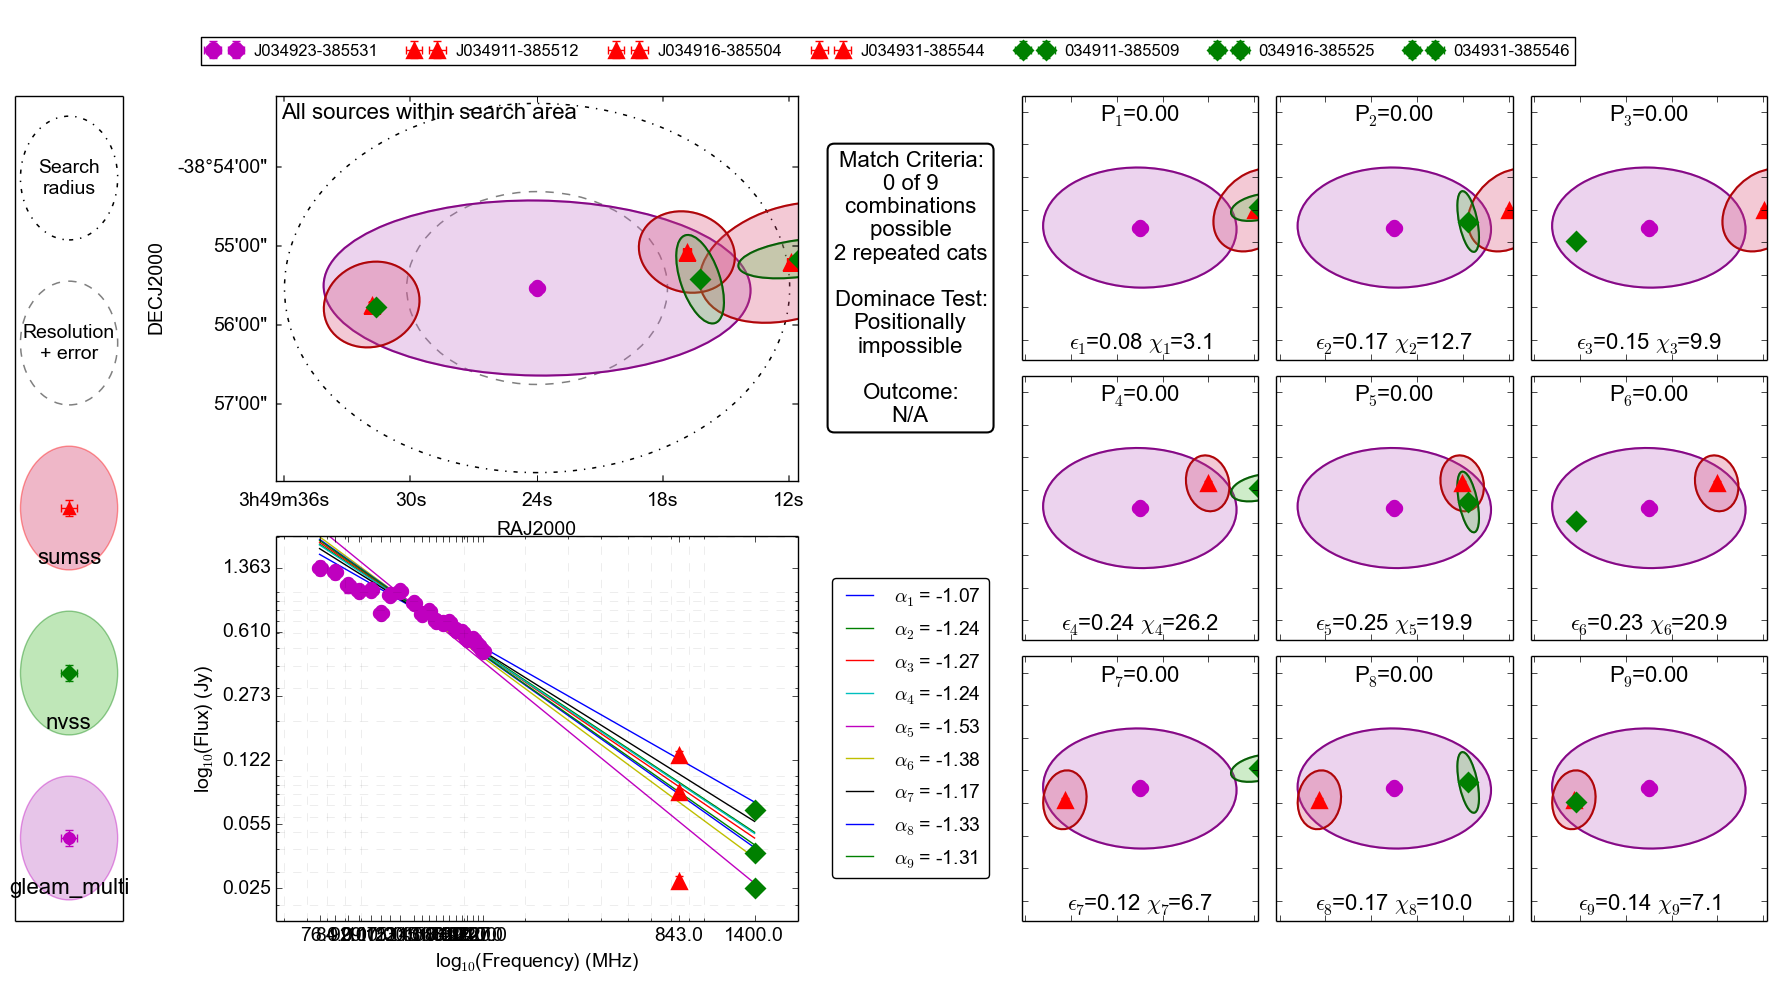 J034923-385531 J034911-385512 J034916-385504 J034931-385544 034911-385509 034916-385525 034931-385546
Search
radius
Resolution
+ error
sumss
nvss
gleam_multi
All sources within search area
DECJ2000
-38°54'00"
55'00"
56'00"
57'00"
3h49m36s 30s 24s 18s 12s
RAJ2000
Match Criteria:
0 of 9
combinations
possible
2 repeated cats
Dominace Test:
Positionally
impossible
Outcome:
N/A
log₁₀(Flux) (Jy)
1.363
0.610
0.273
0.122
0.055
0.025
843.0 1400.0
log₁₀(Frequency) (MHz)
α₁ = -1.07
α₂ = -1.24
α₃ = -1.27
α₄ = -1.24
α₅ = -1.53
α₆ = -1.38
α₇ = -1.17
α₈ = -1.33
α₉ = -1.31
P₁=0.00
ϵ₁=0.08 χ₁=3.1
P₂=0.00
ϵ₂=0.17 χ₂=12.7
P₃=0.00
ϵ₃=0.15 χ₃=9.9
P₄=0.00
ϵ₄=0.24 χ₄=26.2
P₅=0.00
ϵ₅=0.25 χ₅=19.9
P₆=0.00
ϵ₆=0.23 χ₆=20.9
P₇=0.00
ϵ₇=0.12 χ₇=6.7
P₈=0.00
ϵ₈=0.17 χ₈=10.0
P₉=0.00
ϵ₉=0.14 χ₉=7.1